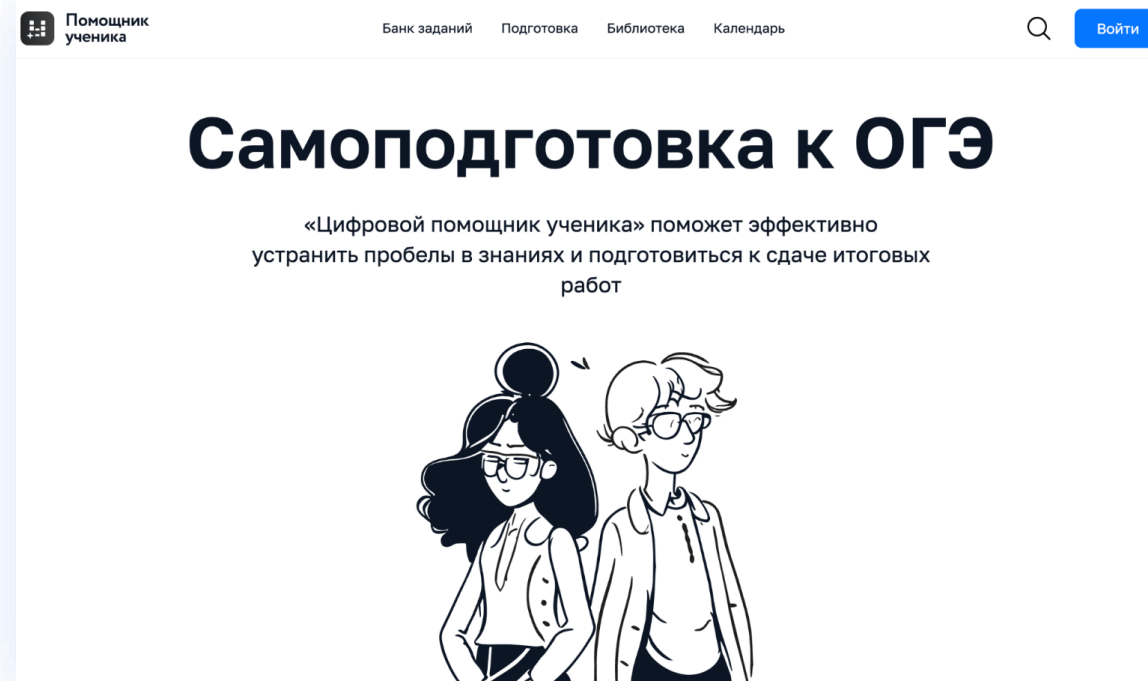 Помощник
ученика
Банк заданий Подготовка Библиотека Календарь
Войти
Самоподготовка к ОГЭ
«Цифровой помощник ученика» поможет эффективно
устранить пробелы в знаниях и подготовиться к сдаче итоговых
работ